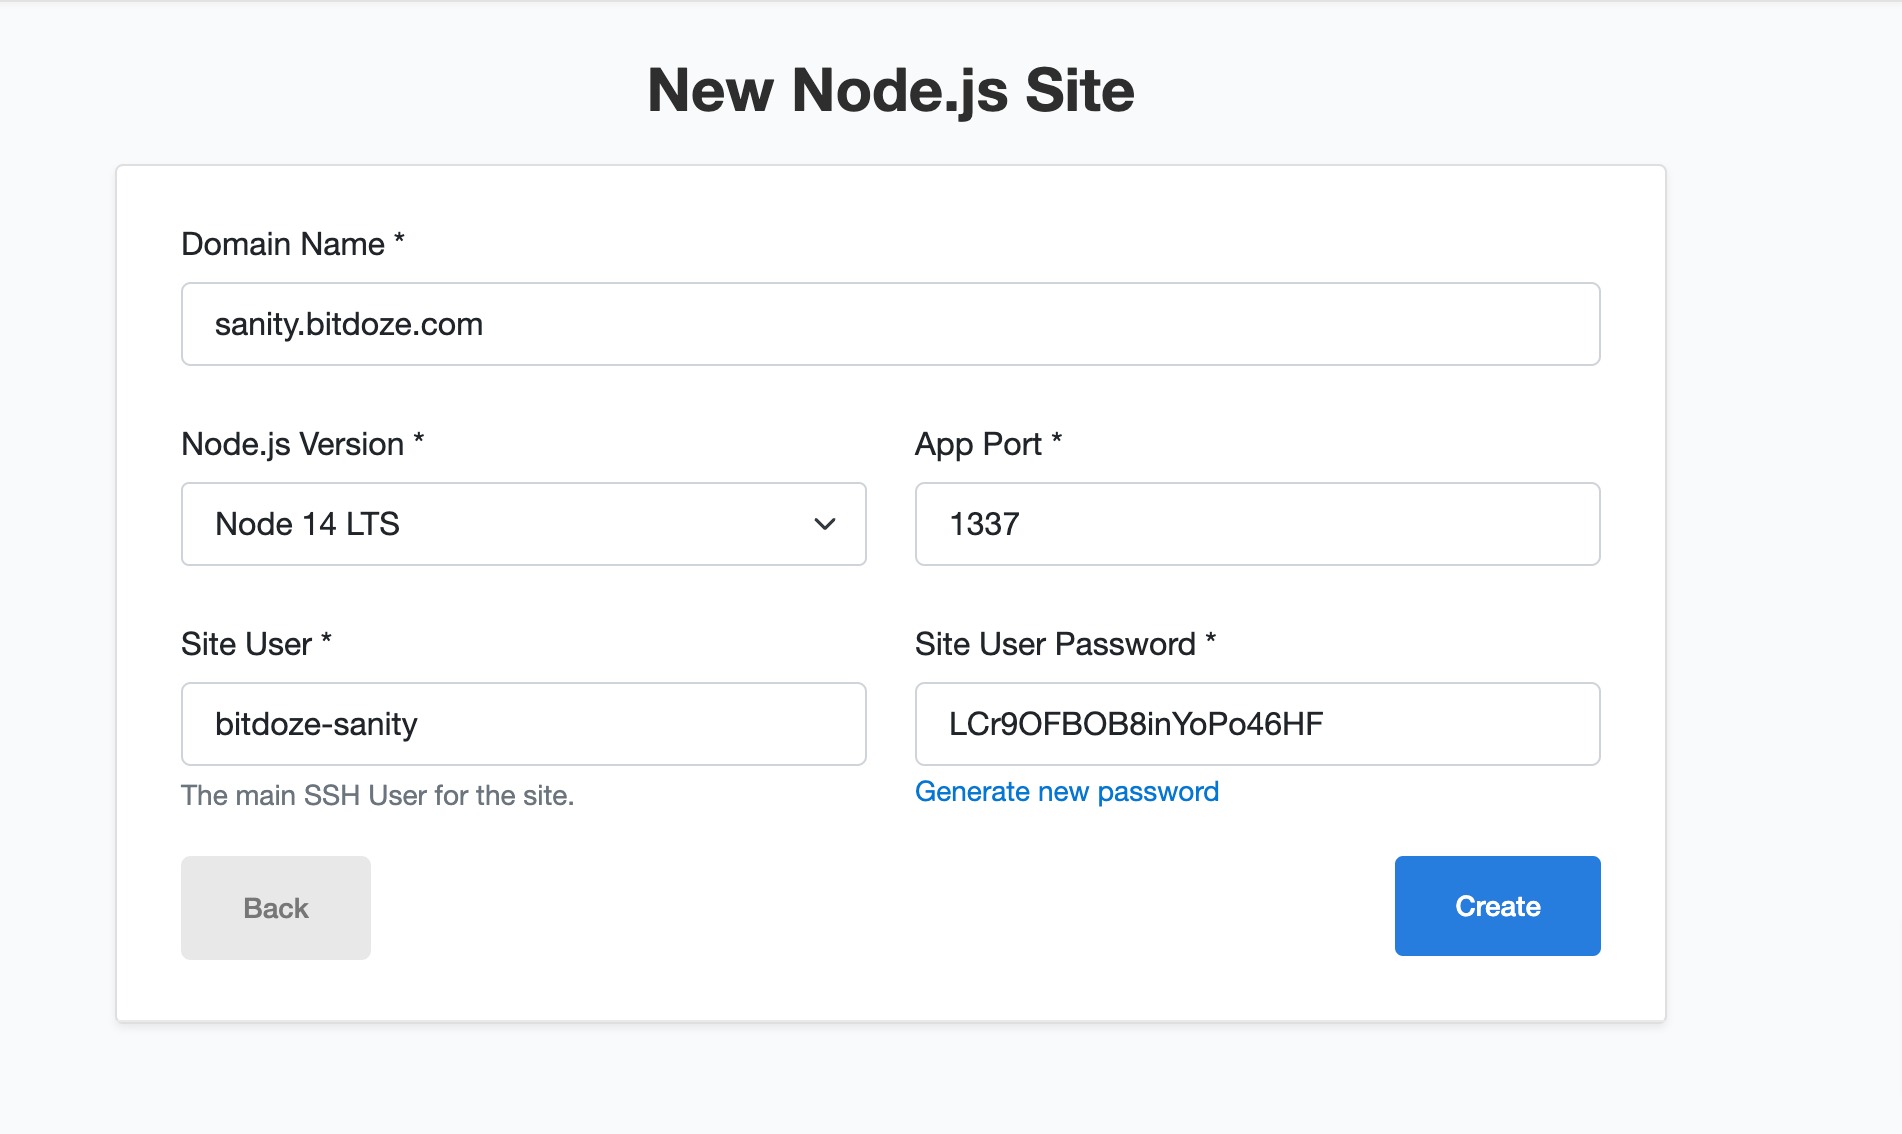 New Node.js Site
Domain Name *
sanity.bitdoze.com
Node.js Version *
App Port *
Node 14 LTS
1337
Site User *
Site User Password *
bitdoze-sanity
LCr9OFBOB8inYoPo46HF
The main SSH User for the site.
Generate new password
Back
Create